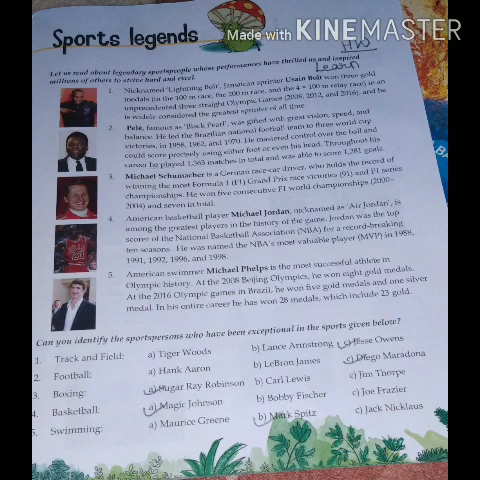 Made with KINEMASTER
Sports legends
HW
Learn
Let us read about legendary sportspeople whose performances have thrilled us and inspired
millions of others to strive hard and excel.
1. Nicknamed 'Lightning Bolt', Jamaican sprinter Usain Bolt won three gold
medals (in the 100 m race, the 200 m race, and the 4 × 100 m relay race) in an
unprecedented three straight Olympic Games (2008, 2012, and 2016), and he
is widely considered the greatest sprinter of all time.
2. Pelé, famous as 'Black Pearl', was gifted with great vision, speed, and
balance. He led the Brazilian national football team to three world cup
victories, in 1958, 1962, and 1970. He mastered control over the ball and
could score precisely using either foot or even his head. Throughout his
career he played 1,363 matches in total and was able to score 1,281 goals.
3. Michael Schumacher is a German race-car driver, who holds the record of
winning the most Formula 1 (F1) Grand Prix race victories (91) and F1 series
championships. He won five consecutive F1 world championships (2000–
2004) and seven in total.
4. American basketball player Michael Jordan, nicknamed as 'Air Jordan', is
among the greatest players in the history of the game. Jordan was the top
scorer of the National Basketball Association (NBA) for a record-breaking
ten seasons. He was named the NBA's most valuable player (MVP) in 1988,
1991, 1992, 1996, and 1998.
5. American swimmer Michael Phelps is the most successful athlete in
Olympic history. At the 2008 Beijing Olympics, he won eight gold medals.
At the 2016 Olympic games in Brazil, he won five gold medals and one silver
medal. In his entire career he has won 28 medals, which include 23 gold.
Can you identify the sportspersons who have been exceptional in the sports given below?
1. Track and Field: a) Tiger Woods b) Lance Armstrong c) Jesse Owens
2. Football: a) Hank Aaron b) LeBron James c) Diego Maradona
3. Boxing: a) Sugar Ray Robinson b) Carl Lewis c) Jim Thorpe
4. Basketball: a) Magic Johnson b) Bobby Fischer c) Joe Frazier
5. Swimming: a) Maurice Greene b) Mark Spitz c) Jack Nicklaus